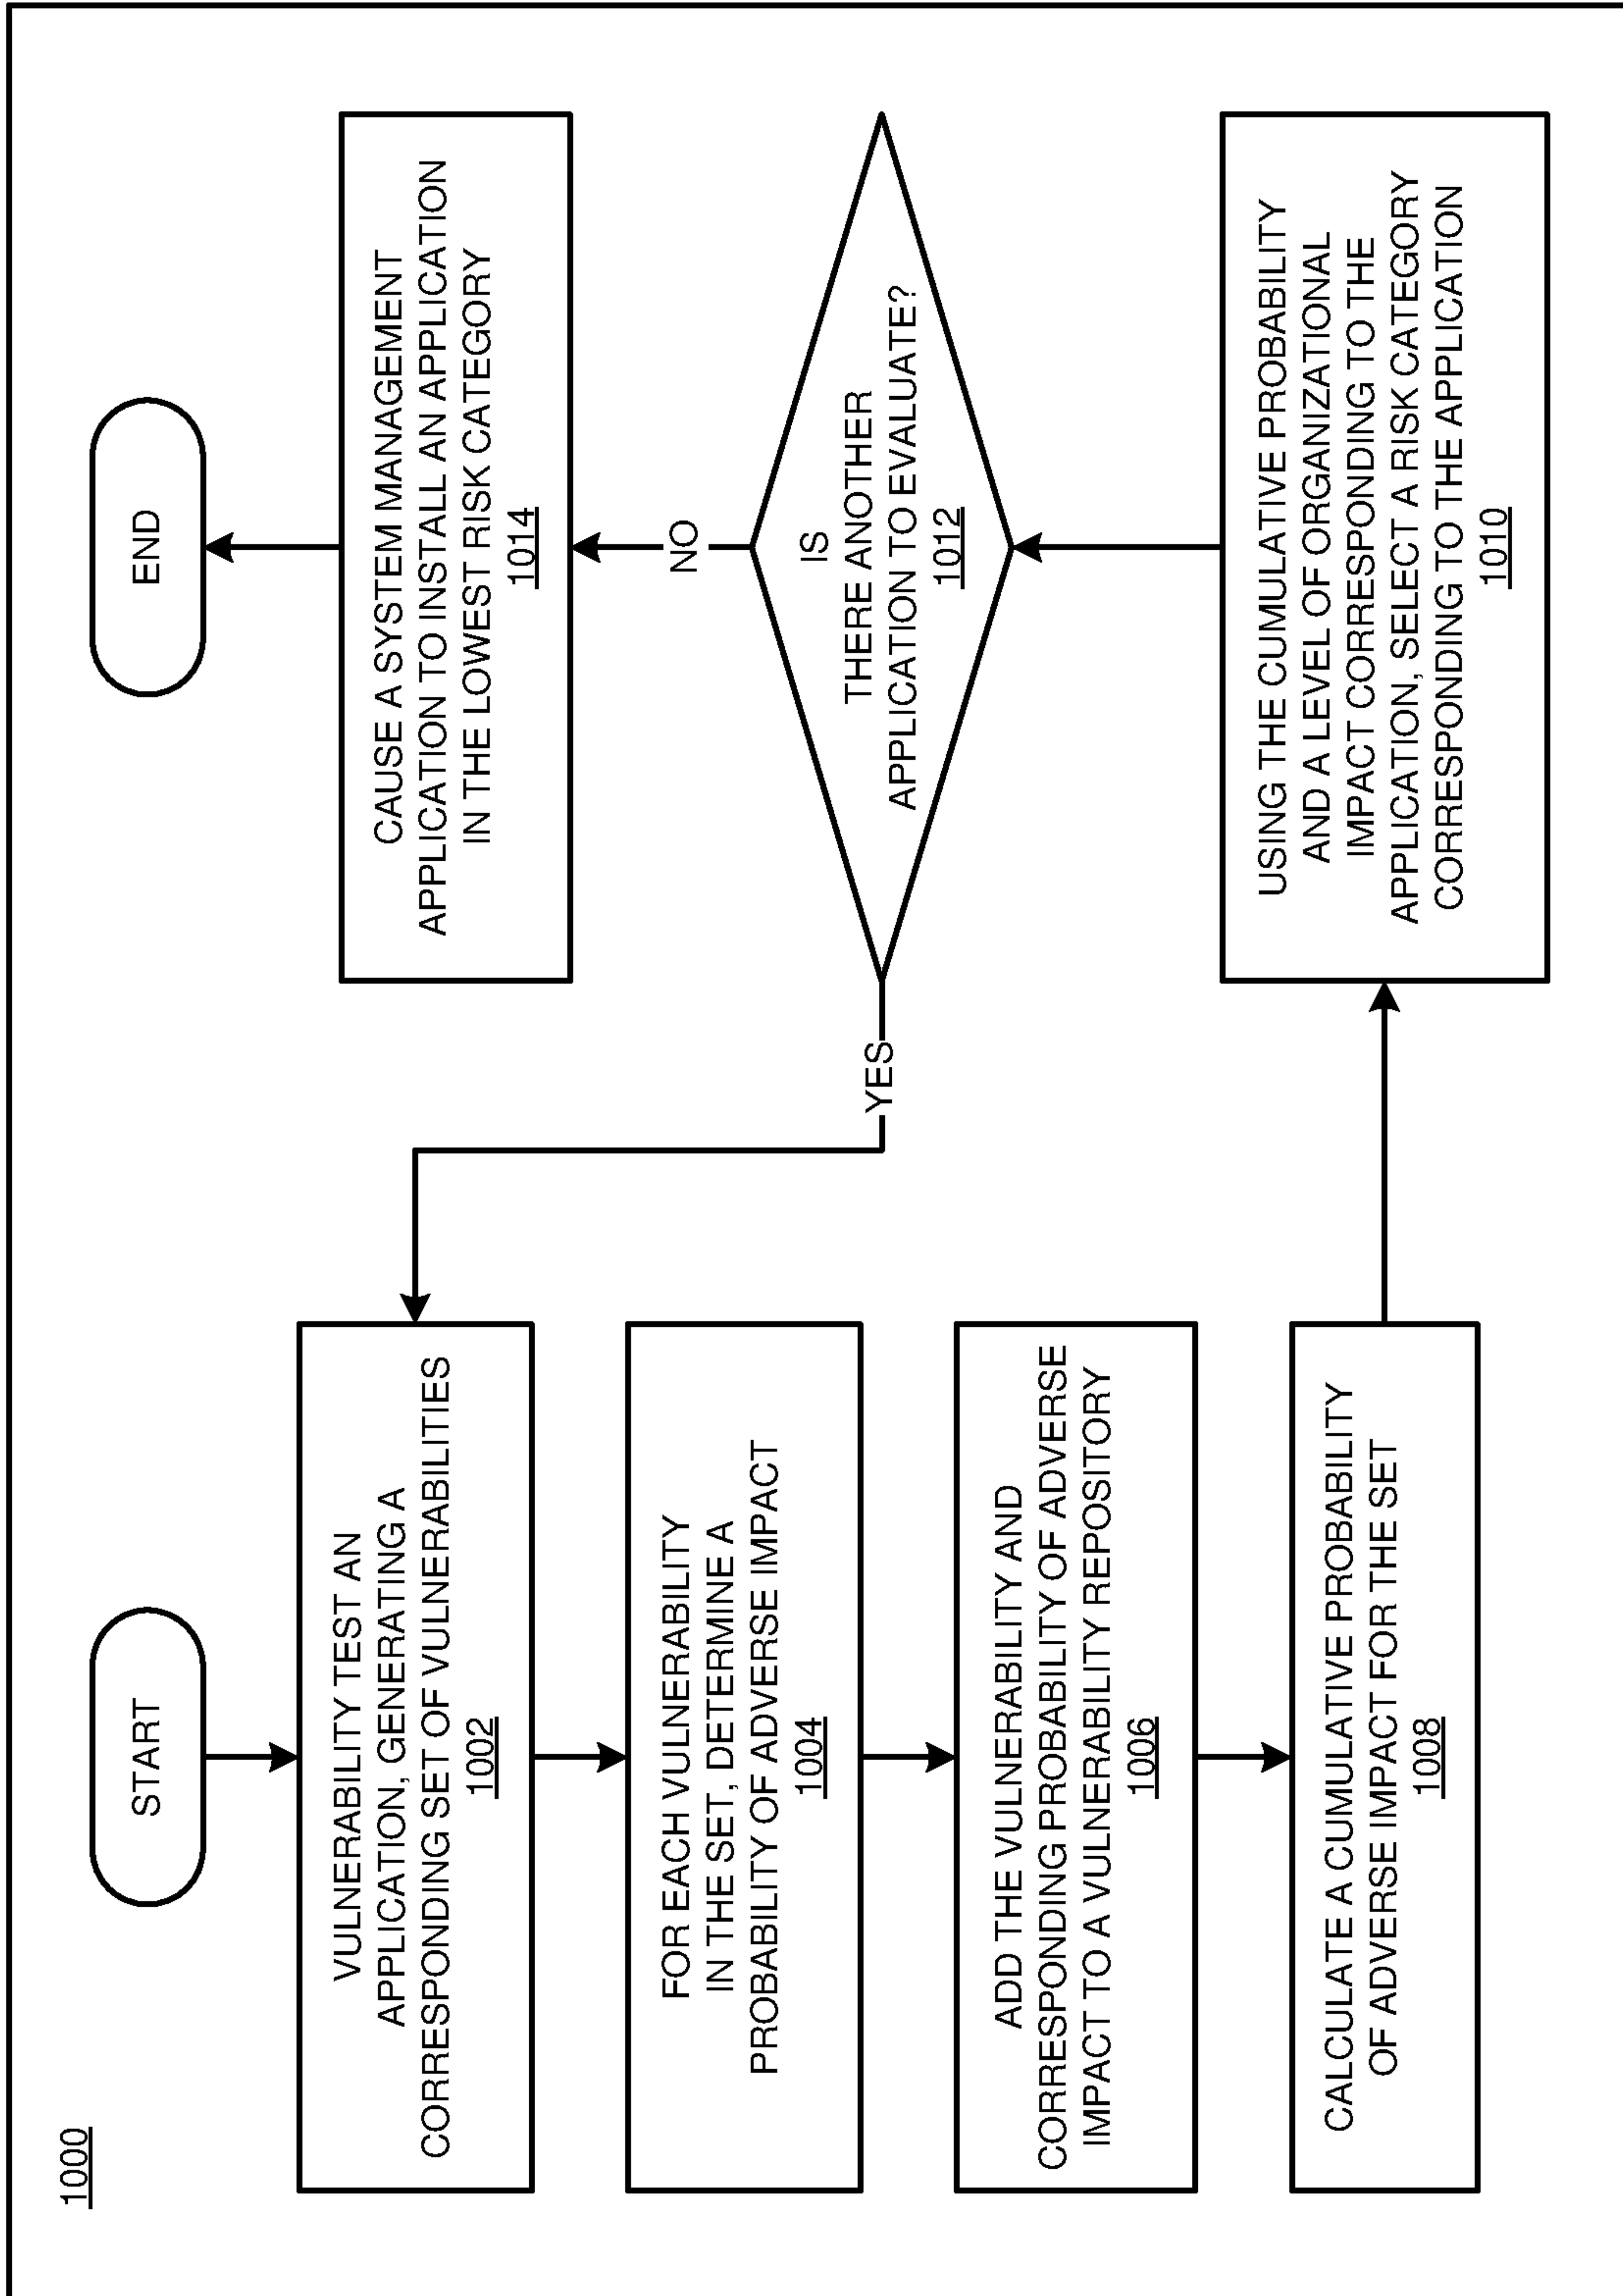 1000
START
VULNERABILITY TEST AN
APPLICATION, GENERATING A
CORRESPONDING SET OF VULNERABILITIES
1002
FOR EACH VULNERABILITY
IN THE SET, DETERMINE A
PROBABILITY OF ADVERSE IMPACT
1004
ADD THE VULNERABILITY AND
CORRESPONDING PROBABILITY OF ADVERSE
IMPACT TO A VULNERABILITY REPOSITORY
1006
CALCULATE A CUMULATIVE PROBABILITY
OF ADVERSE IMPACT FOR THE SET
1008
USING THE CUMULATIVE PROBABILITY
AND A LEVEL OF ORGANIZATIONAL
IMPACT CORRESPONDING TO THE
APPLICATION, SELECT A RISK CATEGORY
CORRESPONDING TO THE APPLICATION
1010
IS
THERE ANOTHER
APPLICATION TO EVALUATE?
1012
YES
NO
CAUSE A SYSTEM MANAGEMENT
APPLICATION TO INSTALL AN APPLICATION
IN THE LOWEST RISK CATEGORY
1014
END